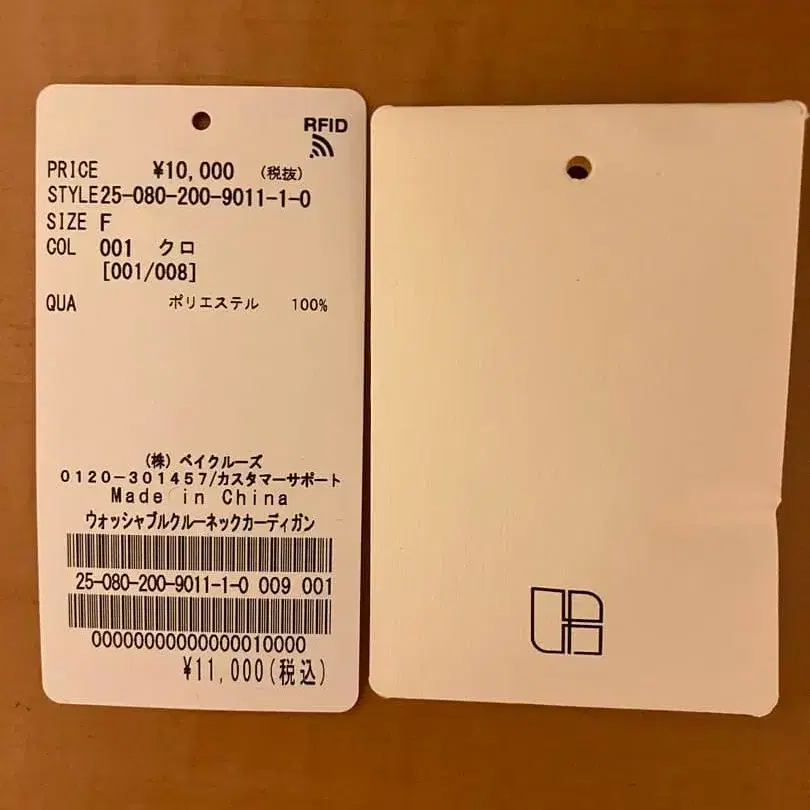 RFID
PRICE ¥10,000 (税抜)
STYLE25-080-200-9011-1-0
SIZE F
COL 001 クロ
[001/008]
QUA ポリエステル 100%
(株) ベイクルーズ
0120-301457/カスタマーサポート
Made in China
ウォッシャブルクルーネックカーディガン
25-080-200-9011-1-0 009 001
00000000000000010000
¥11,000(税込)